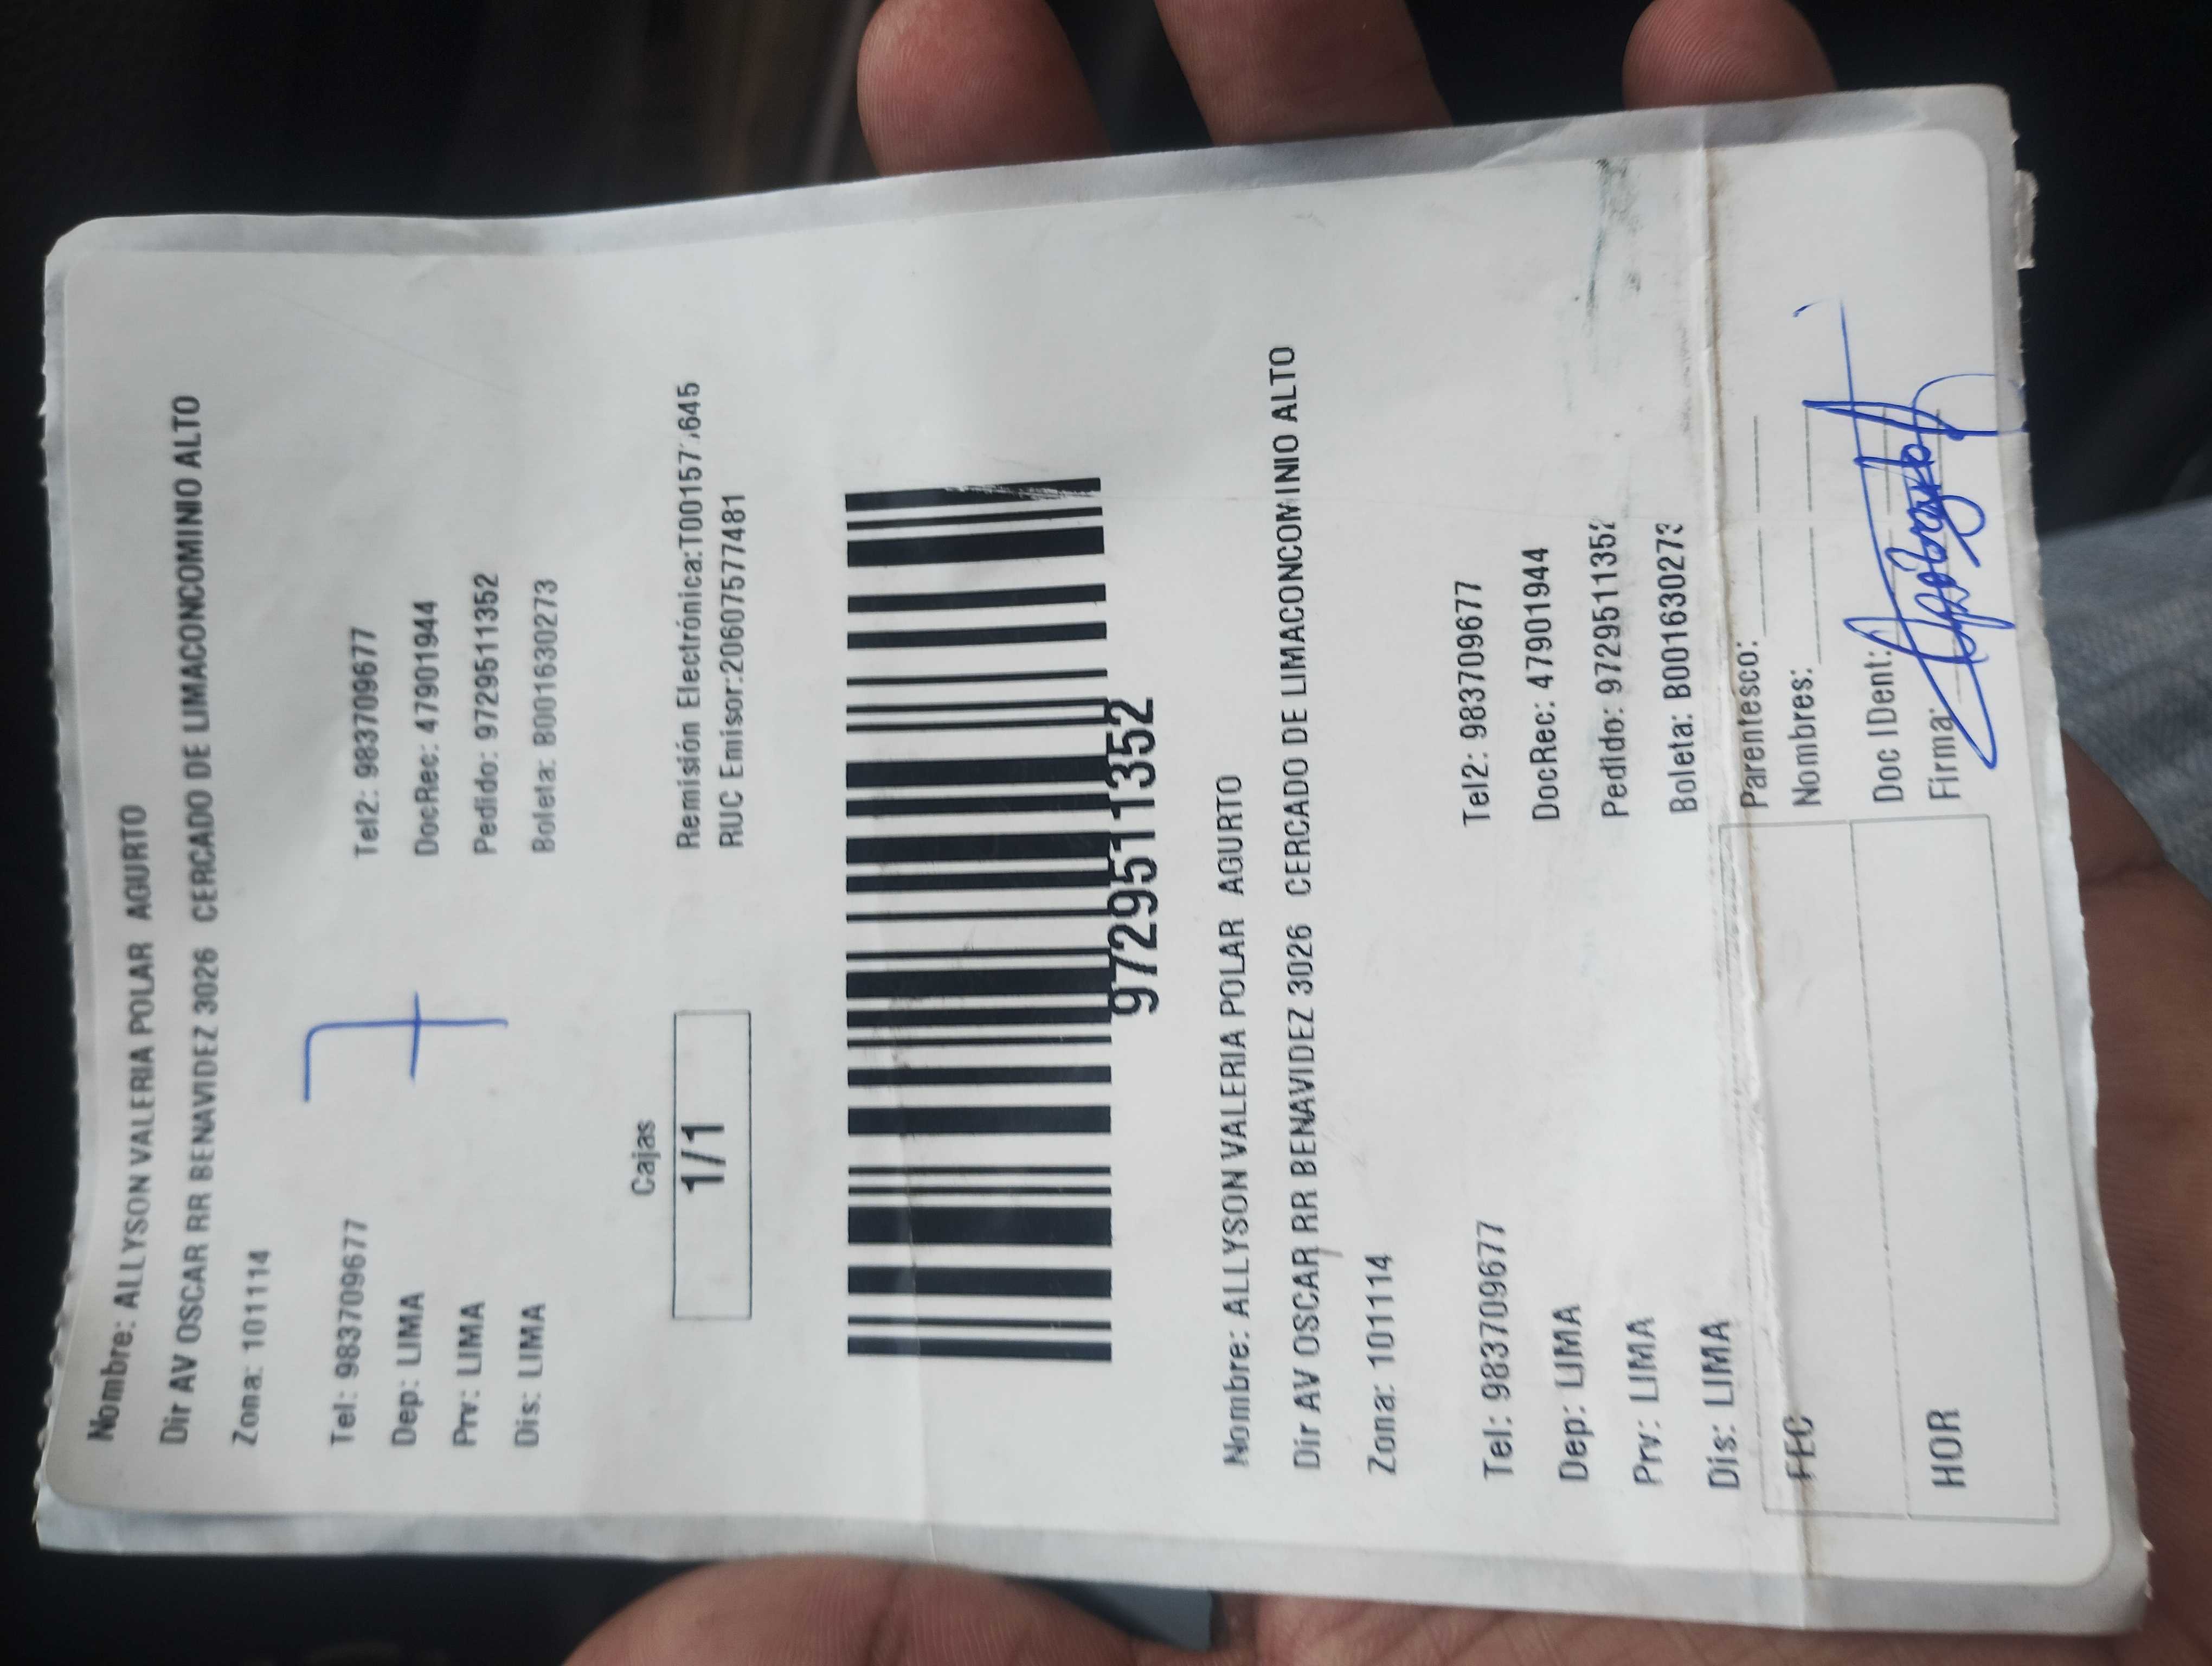 Nombre: ALLYSON VALERIA POLAR AGURTO
Dir AV OSCAR RR BENAVIDEZ 3026 CERCADO DE LIMACONCOMINIO ALTO
Zona: 101114
Tel: 983709677 Tel2: 983709677
Dep: LIMA DocRec: 47901944
Prv: LIMA Pedido: 9729511352
Dis: LIMA Boleta: B001630273
Cajas
1/1
Remisión Electrónica:
RUC Emisor:20607577481
9729511352
Nombre: ALLYSON VALERIA POLAR AGURTO
Dir AV OSCAR RR BENAVIDEZ 3026 CERCADO DE LIMACONCOMINIO ALTO
Zona: 101114
Tel: 983709677 Tel2: 983709677
Dep: LIMA DocRec: 47901944
Prv: LIMA Pedido: 9729511352
Dis: LIMA Boleta: B001630273
FEC Parentesco:
Nombres:
HOR Doc IDent:
Firma: